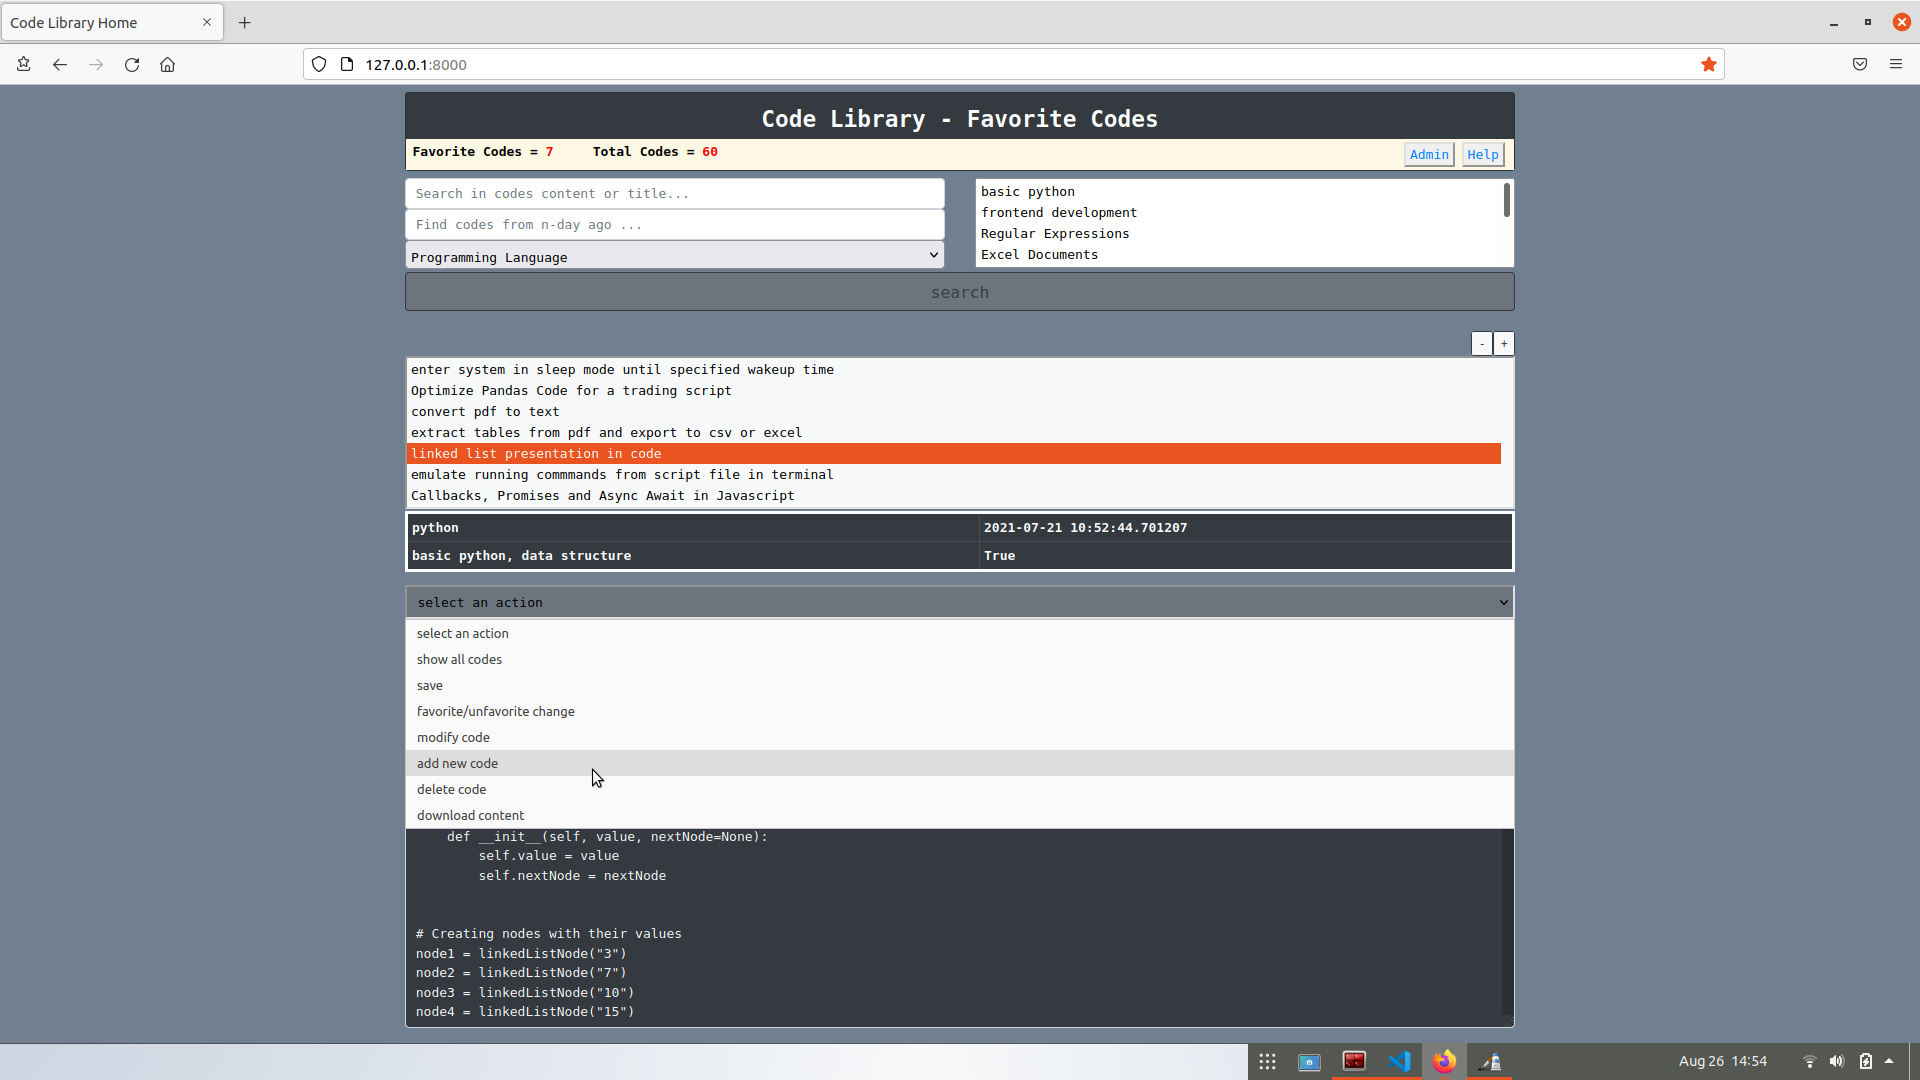 Code Library Home
127.0.0.1:8000
Code Library - Favorite Codes
Favorite Codes = 7 Total Codes = 60
Admin Help
Search in codes content or title...
Find codes from n-day ago ...
Programming Language
basic python
frontend development
Regular Expressions
Excel Documents
search
- +
enter system in sleep mode until specified wakeup time
Optimize Pandas Code for a trading script
convert pdf to text
extract tables from pdf and export to csv or excel
linked list presentation in code
emulate running commmands from script file in terminal
Callbacks, Promises and Async Await in Javascript
python 2021-07-21 10:52:44.701207
basic python, data structure True
select an action
select an action
show all codes
save
favorite/unfavorite change
modify code
add new code
delete code
download content
def __init__(self, value, nextNode=None):
self.value = value
self.nextNode = nextNode
# Creating nodes with their values
node1 = linkedListNode("3")
node2 = linkedListNode("7")
node3 = linkedListNode("10")
node4 = linkedListNode("15")
Aug 26 14:54